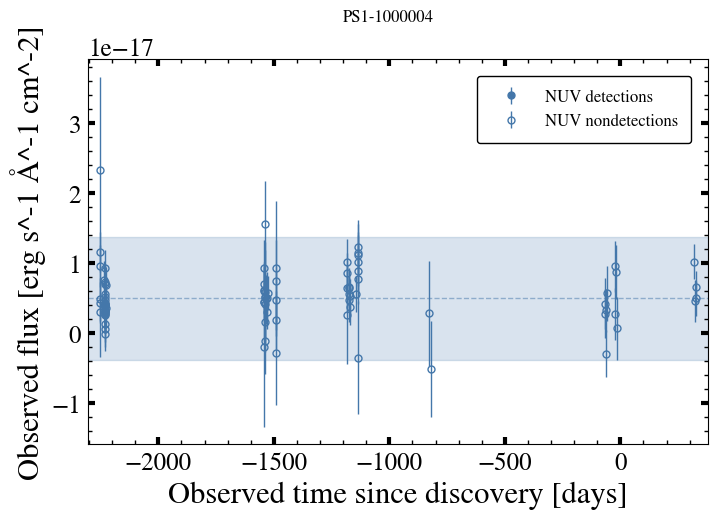 PS1-1000004
1e−17
Observed flux [erg s^-1 Å^-1 cm^-2]
NUV detections
NUV nondetections
3
2
1
0
−1
−2000
−1500
−1000
−500
0
Observed time since discovery [days]